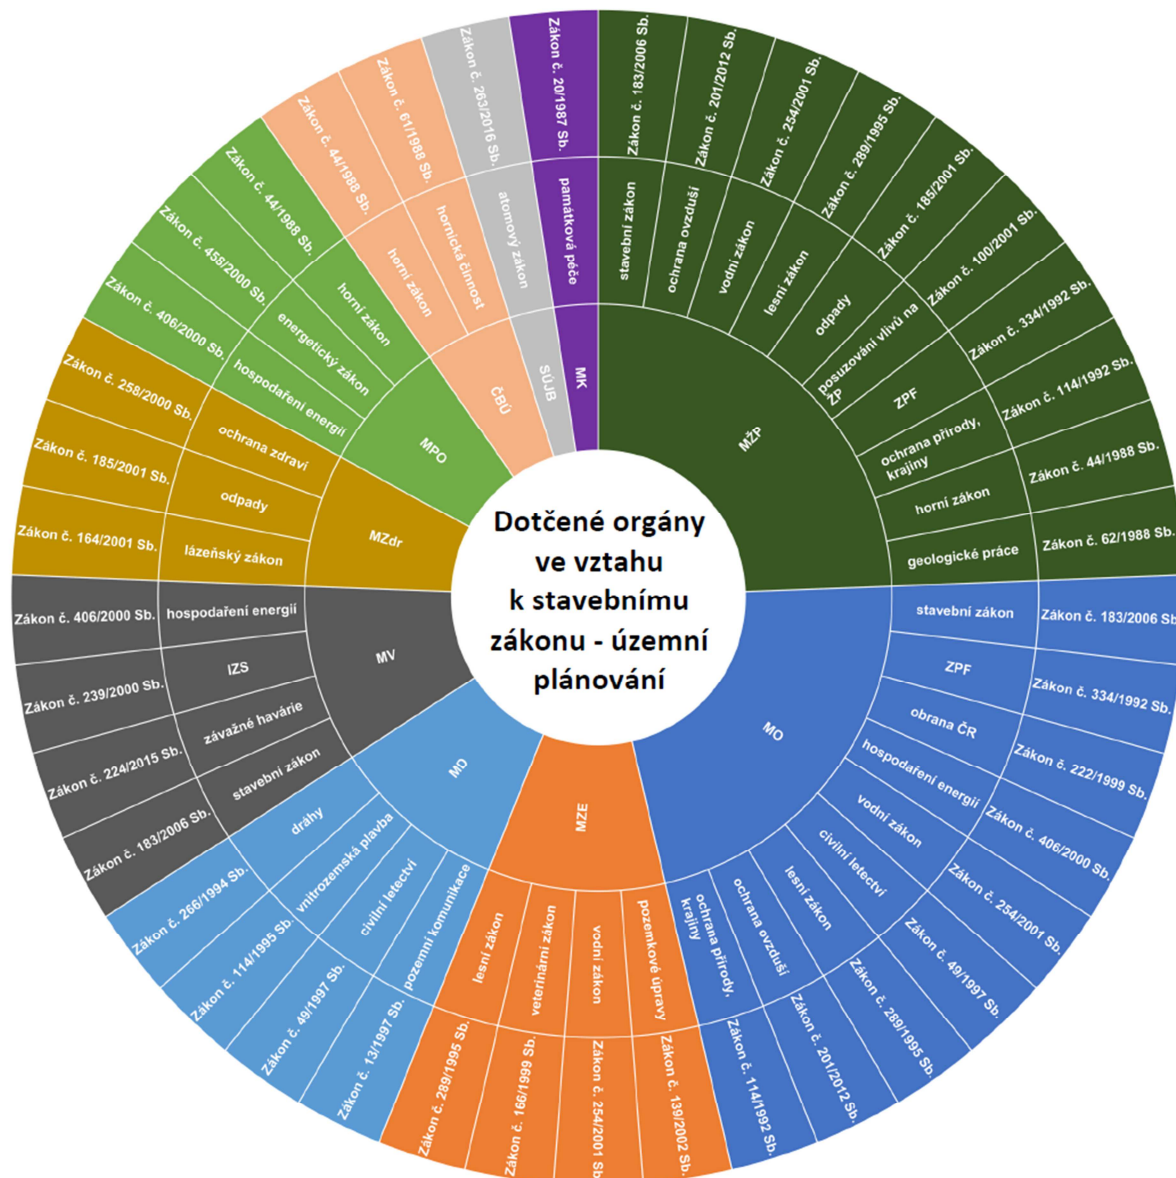 Dotčené orgány
ve vztahu
k stavebnímu
zákonu - územní
plánování
MŽP
stavební zákon
Zákon č. 183/2006 Sb.
ochrana ovzduší
Zákon č. 201/2012 Sb.
vodní zákon
Zákon č. 254/2001 Sb.
lesní zákon
Zákon č. 289/1995 Sb.
odpady
Zákon č. 185/2001 Sb.
posuzování vlivů na
ŽP
Zákon č. 100/2001 Sb.
ZPF
Zákon č. 334/1992 Sb.
ochrana přírody,
krajiny
Zákon č. 114/1992 Sb.
horní zákon
Zákon č. 44/1988 Sb.
geologické práce
Zákon č. 62/1988 Sb.
MO
stavební zákon
Zákon č. 183/2006 Sb.
ZPF
Zákon č. 334/1992 Sb.
obrana ČR
Zákon č. 222/1999 Sb.
hospodaření energií
Zákon č. 406/2000 Sb.
vodní zákon
Zákon č. 254/2001 Sb.
civilní letectví
Zákon č. 49/1997 Sb.
lesní zákon
Zákon č. 289/1995 Sb.
ochrana ovzduší
Zákon č. 201/2012 Sb.
ochrana přírody,
krajiny
Zákon č. 114/1992 Sb.
MZE
pozemkové úpravy
Zákon č. 139/2002 Sb.
vodní zákon
Zákon č. 254/2001 Sb.
veterinární zákon
Zákon č. 166/1999 Sb.
lesní zákon
Zákon č. 289/1995 Sb.
MD
pozemní komunikace
Zákon č. 13/1997 Sb.
civilní letectví
Zákon č. 49/1997 Sb.
vnitrozemská plavba
Zákon č. 114/1995 Sb.
dráhy
Zákon č. 266/1994 Sb.
MV
stavební zákon
Zákon č. 183/2006 Sb.
závažné havárie
Zákon č. 224/2015 Sb.
IZS
Zákon č. 239/2000 Sb.
hospodaření energií
Zákon č. 406/2000 Sb.
MZdr
lázeňský zákon
Zákon č. 164/2001 Sb.
odpady
Zákon č. 185/2001 Sb.
ochrana zdraví
Zákon č. 258/2000 Sb.
MPO
hospodaření energií
Zákon č. 406/2000 Sb.
energetický zákon
Zákon č. 458/2000 Sb.
horní zákon
Zákon č. 44/1988 Sb.
ČBÚ
horní zákon
Zákon č. 44/1988 Sb.
hornická činnost
Zákon č. 61/1988 Sb.
SÚJB
atomový zákon
Zákon č. 263/2016 Sb.
MK
památková péče
Zákon č. 20/1987 Sb.